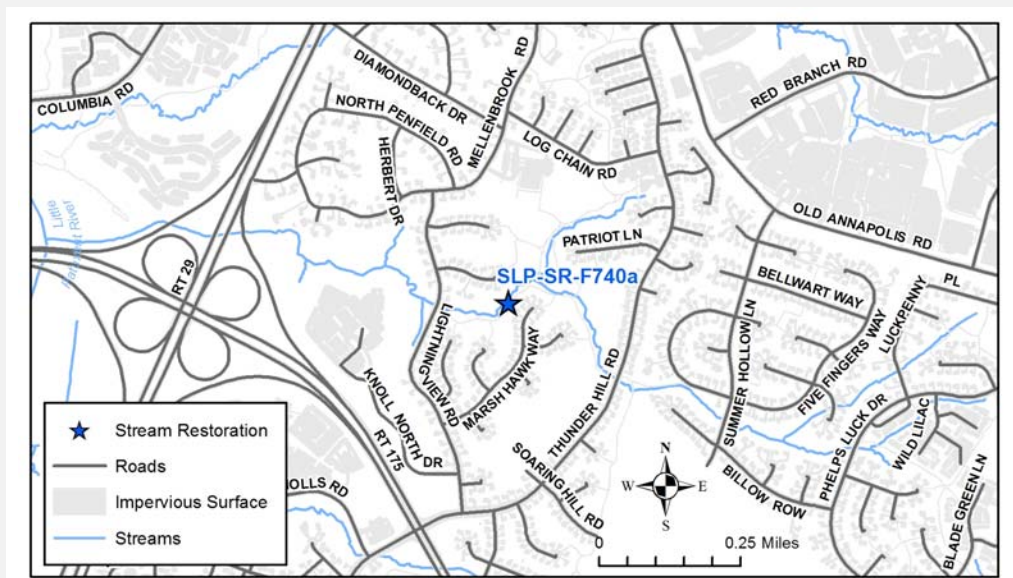 COLUMBIA RD
DIAMONDBACK DR
MELLENBROOK RD
RED BRANCH RD
NORTH PENFIELD RD
HERBERT DR
LOG CHAIN RD
OLD ANNAPOLIS RD
Little
Patuxent River
RT 29
PATRIOT LN
SLP-SR-F740a
BELLWART WAY
PL
LUCKPENNY
LIGHTNING VIEW RD
MARSH HAWK WAY
THUNDER HILL RD
SUMMER HOLLOW LN
FIVE FINGERS WAY
KNOLL NORTH DR
RT 175
SOARING HILL RD
BILLOW ROW
PHELPS LUCK DR
WILD LILAC
BLADE GREEN LN
OLLS RD
Stream Restoration
Roads
Impervious Surface
Streams
N
W E
S
0 0.25 Miles